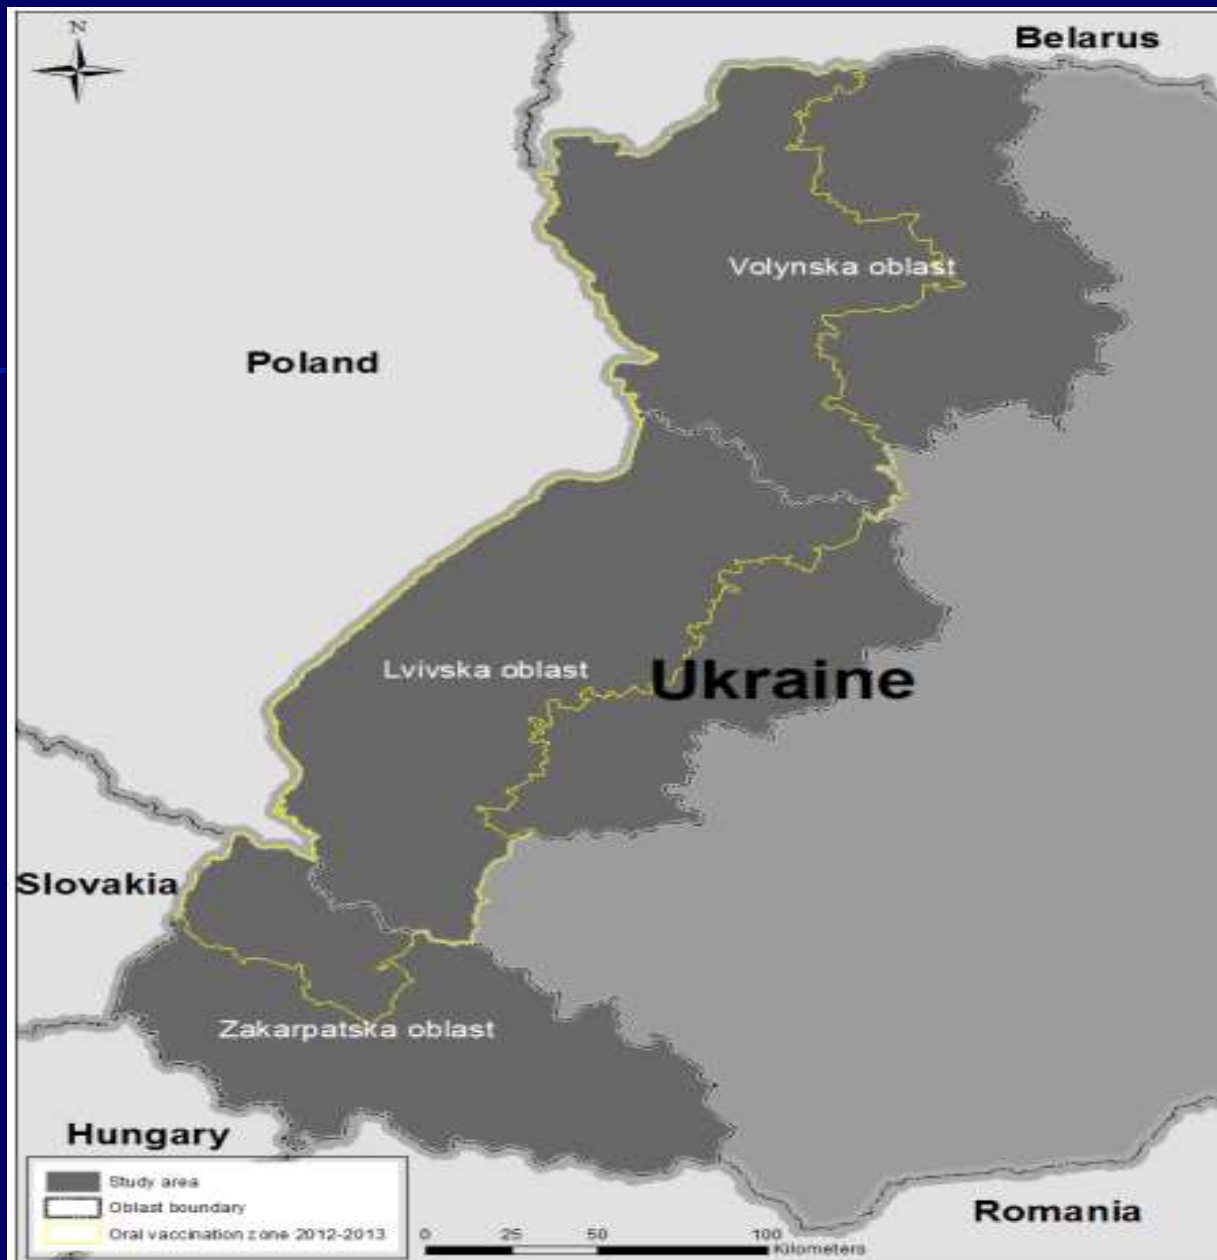 N
Belarus
Volynska oblast
Poland
Lvivska oblast
Ukraine
Slovakia
Zakarpatska oblast
Hungary
Study area
Oblast boundary
Oral vaccination zone 2012-2013
Romania
0 25 50 100
Kilometers